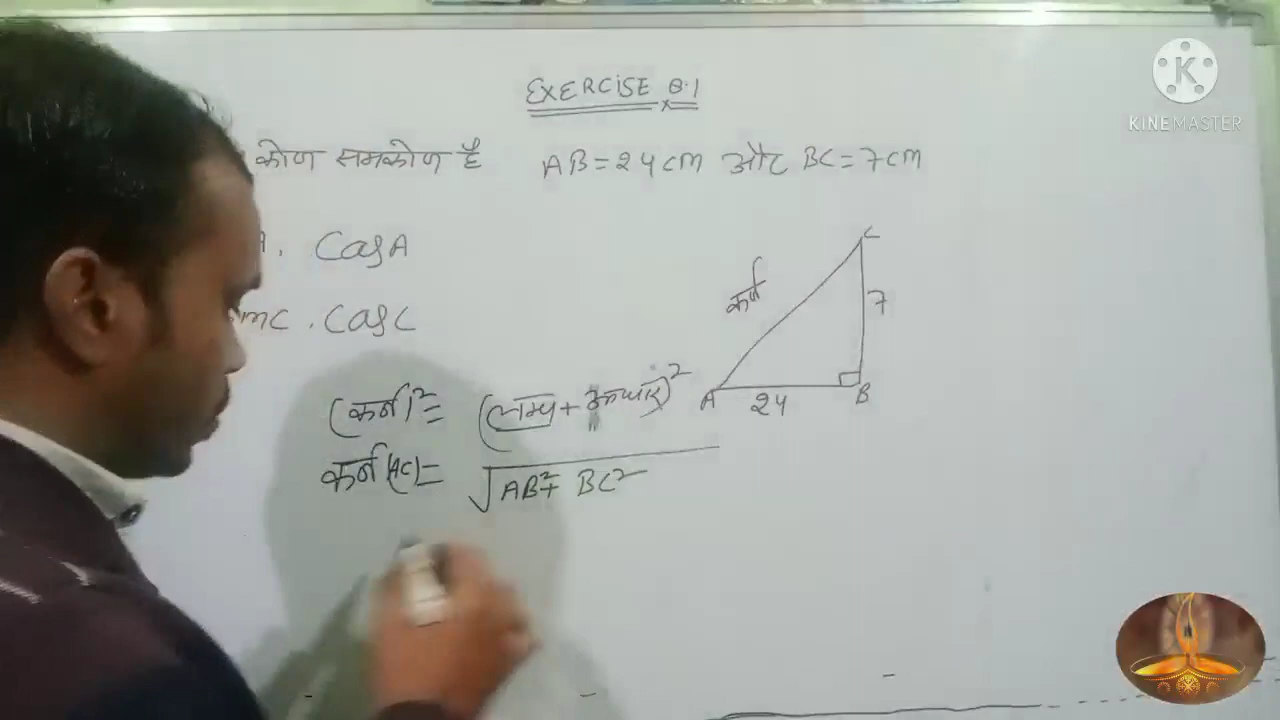 EXERCISE 8.1
KINEMASTER
कोण समकोण है AB=24cm और BC=7cm
A. CosA
C
कर्ण
7
mC. CosC
(कर्ण)²= (लम्ब+आधार)²
A 24 B
कर्ण(AC)= √AB²+ BC²